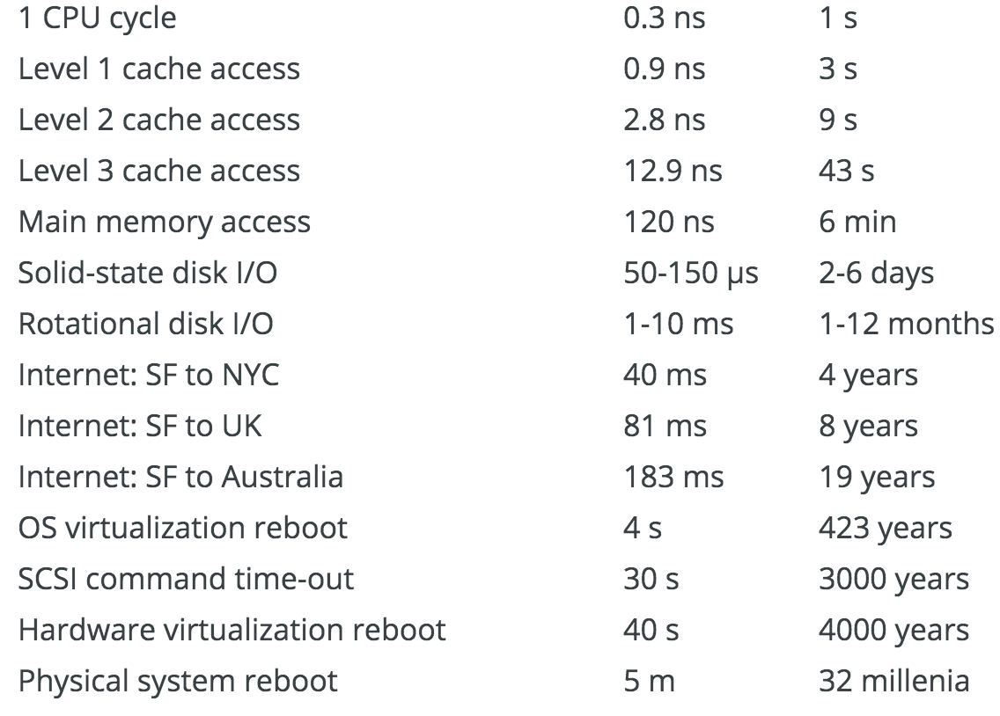 1 CPU cycle 0.3 ns 1 s
Level 1 cache access 0.9 ns 3 s
Level 2 cache access 2.8 ns 9 s
Level 3 cache access 12.9 ns 43 s
Main memory access 120 ns 6 min
Solid-state disk I/O 50-150 μs 2-6 days
Rotational disk I/O 1-10 ms 1-12 months
Internet: SF to NYC 40 ms 4 years
Internet: SF to UK 81 ms 8 years
Internet: SF to Australia 183 ms 19 years
OS virtualization reboot 4 s 423 years
SCSI command time-out 30 s 3000 years
Hardware virtualization reboot 40 s 4000 years
Physical system reboot 5 m 32 millenia